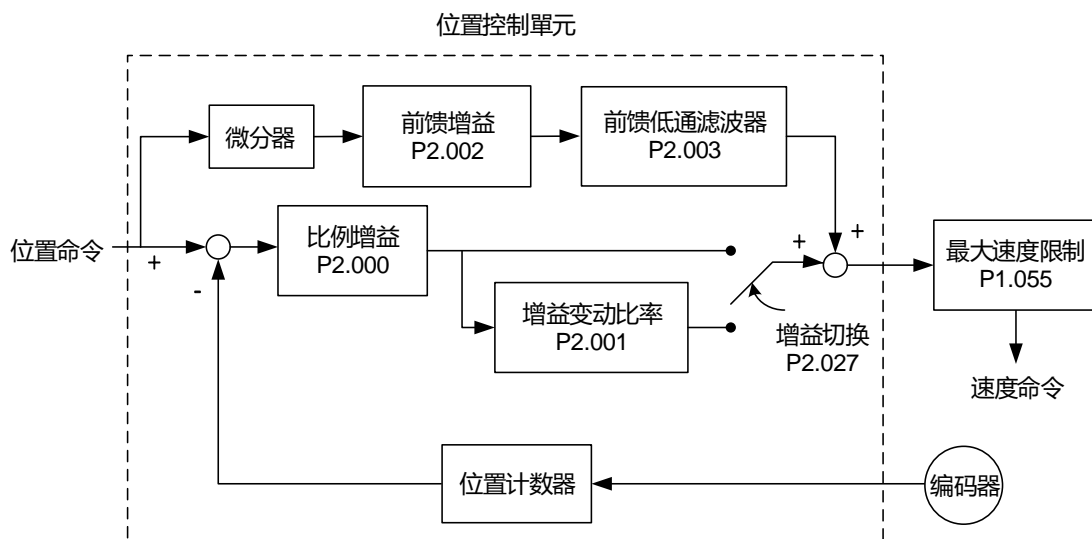 位置控制單元
微分器
前馈增益
P2.002
前馈低通滤波器
P2.003
位置命令
+
-
比例增益
P2.000
增益变动比率
P2.001
+
+
增益切换
P2.027
最大速度限制
P1.055
速度命令
位置计数器
编码器